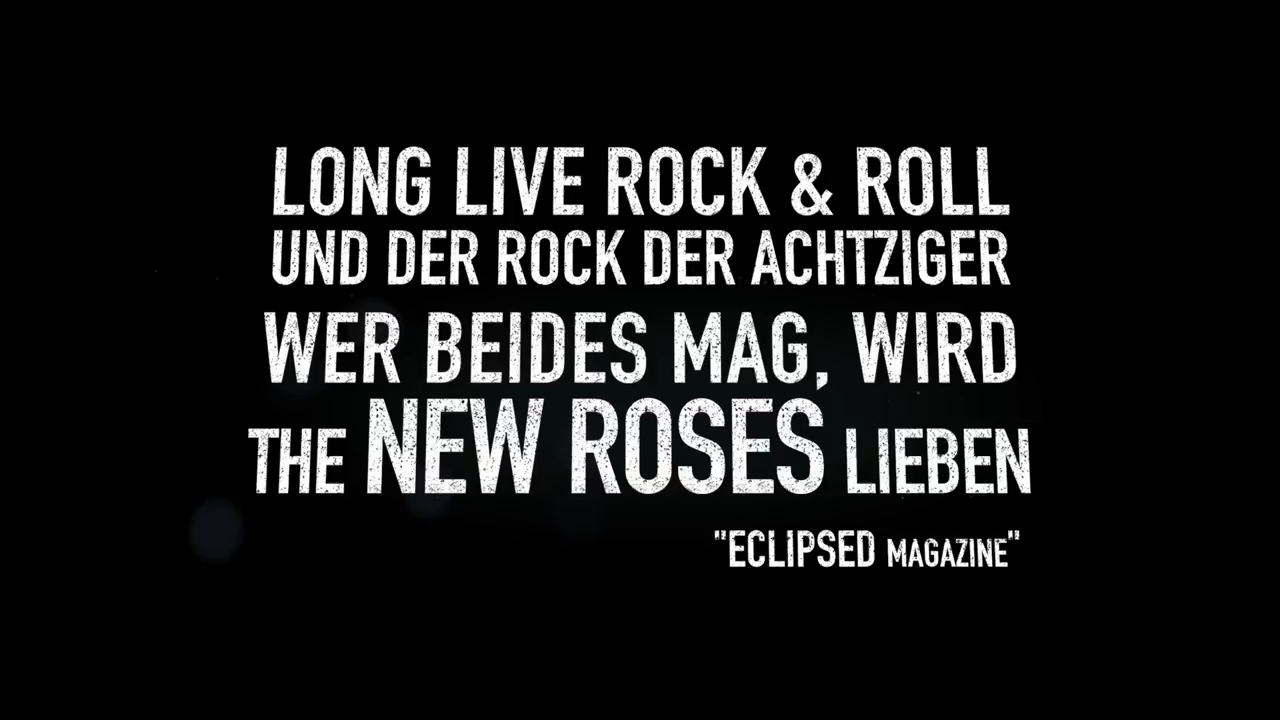 LONG LIVE ROCK & ROLL
UND DER ROCK DER ACHTZIGER
WER BEIDES MAG, WIRD
THE NEW ROSES LIEBEN
"ECLIPSED MAGAZINE"